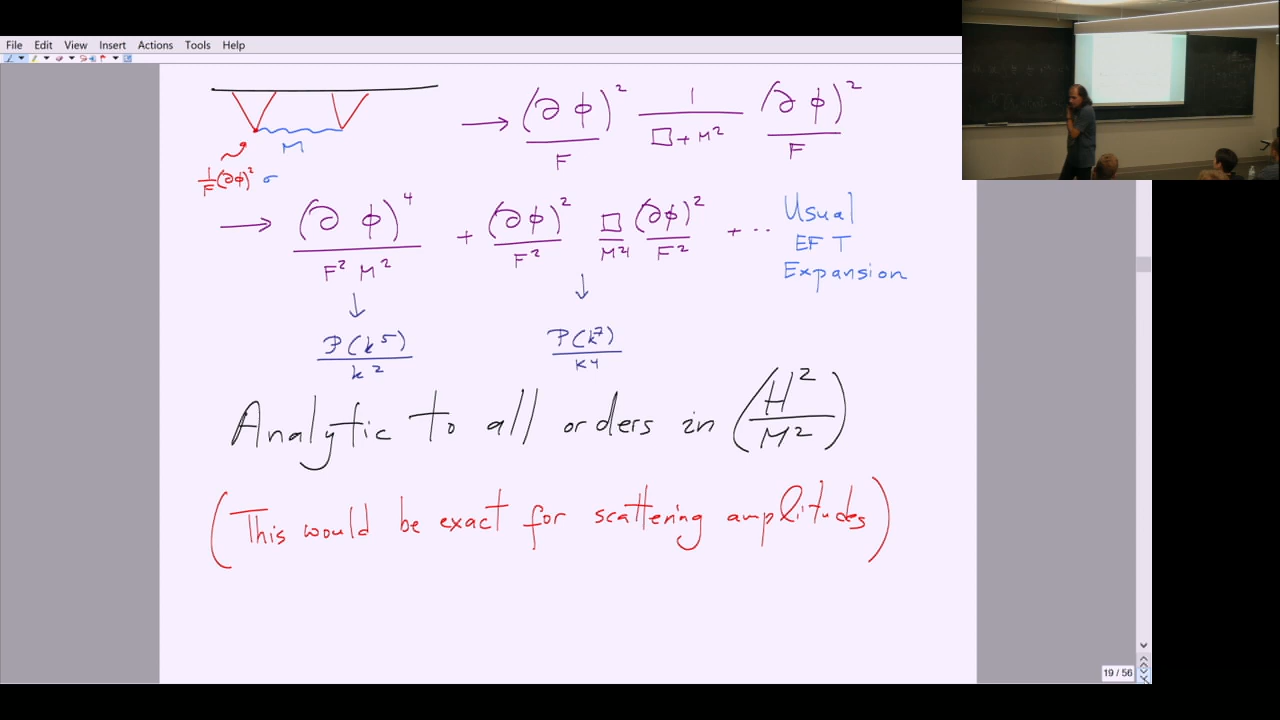 File Edit View Insert Actions Tools Help
→ (∂ φ)² / F 1 / □ + M² (∂ φ)² / F
M
1/F (∂φ)² σ
→ (∂ φ)⁴ / F² M² + (∂φ)² / F² □ / M⁴ (∂φ)² / F² + ··
Usual
EFT
Expansion
P(k⁵) / k² P(k⁷) / k⁴
Analytic to all orders in (H² / M²)
(This would be exact for scattering amplitudes)
19 / 56